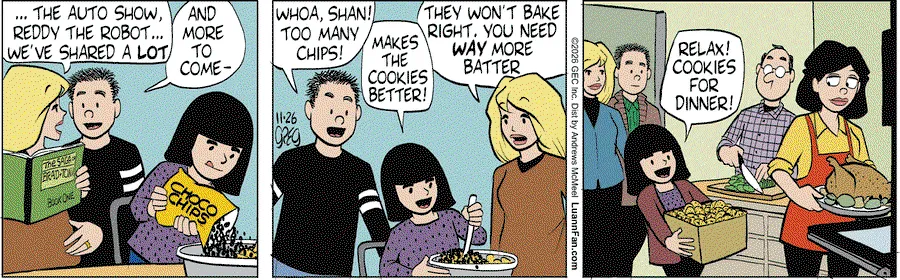 ... THE AUTO SHOW,
REDDY THE ROBOT...
WE'VE SHARED A LOT
AND
MORE
TO
COME-
THE SAGA of
BRAD+TONI
BOOK ONE
CHOCO
CHIPS
WHOA, SHAN!
TOO MANY
CHIPS!
MAKES
THE
COOKIES
BETTER!
THEY WON'T BAKE
RIGHT. YOU NEED
WAY MORE
BATTER
11-26
GREG
©2026 GEC Inc. Dist by Andrews McMeel LuannFan.com
RELAX!
COOKIES
FOR
DINNER!